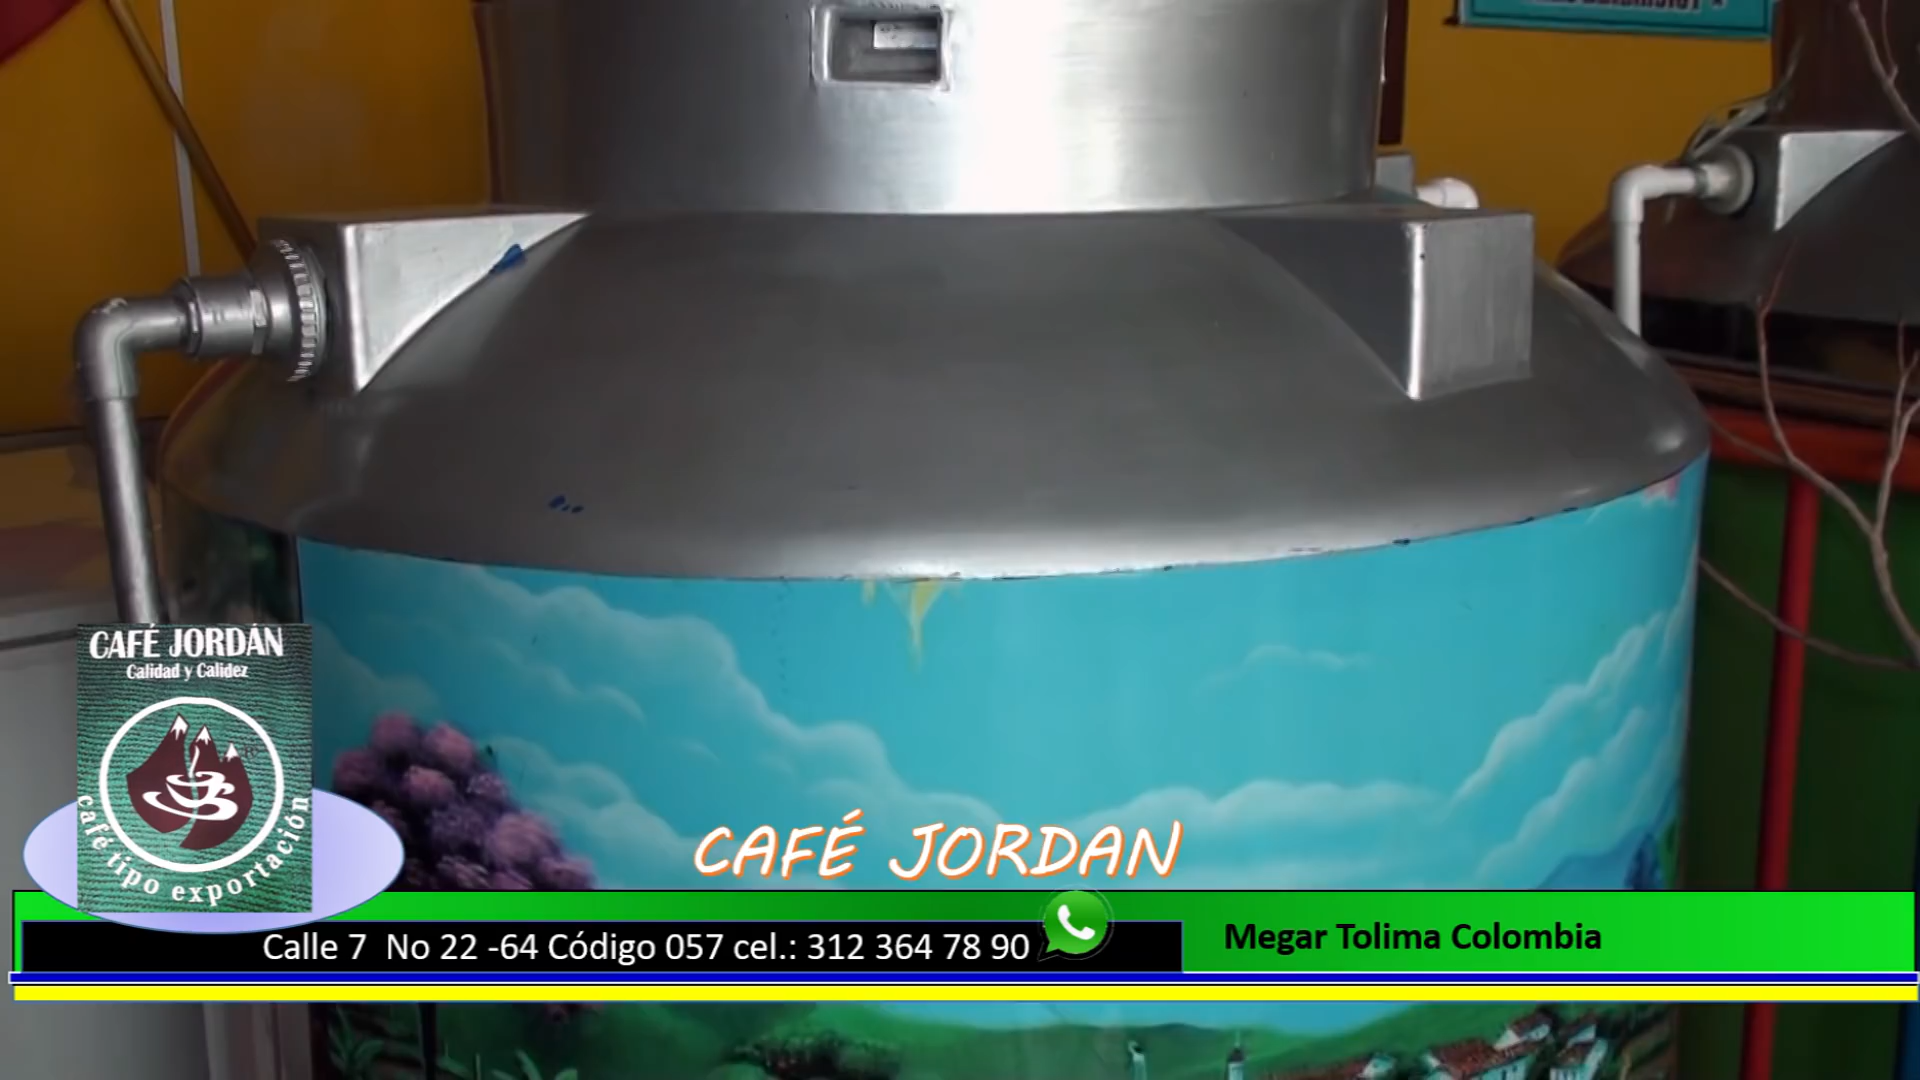 CAFÉ JORDÁN
Calidad y Calidez
café tipo exportación
CAFÉ JORDAN
Calle 7 No 22 -64 Código 057 cel.: 312 364 78 90
Megar Tolima Colombia